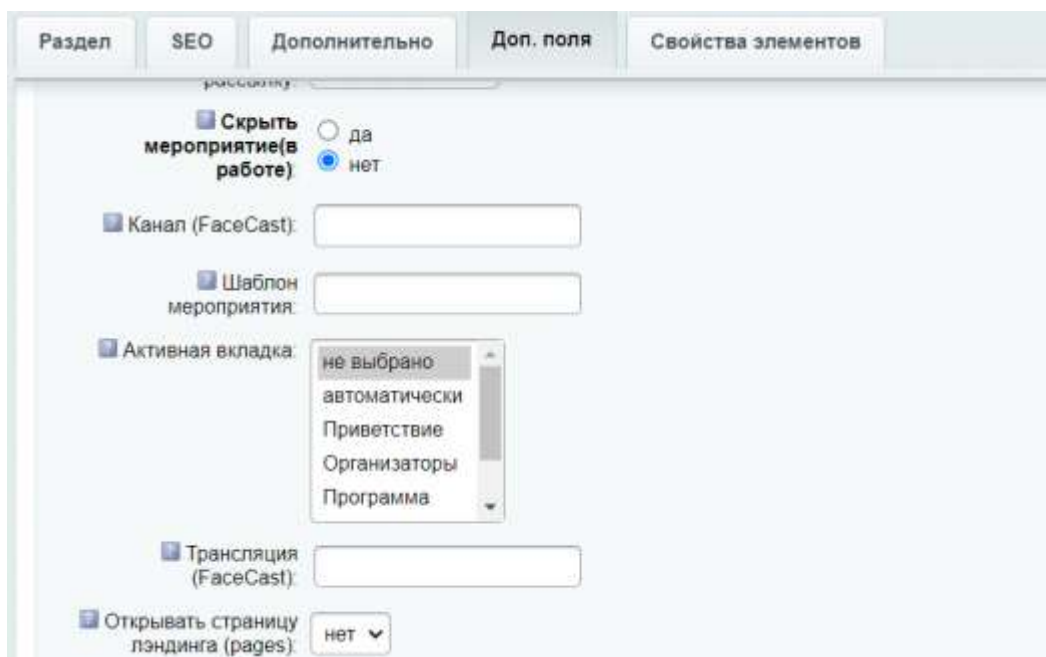 Раздел SEO Дополнительно Доп. поля Свойства элементов
рассылку:
Скрыть
мероприятие(в
работе):
да
нет
Канал (FaceCast):
Шаблон
мероприятия:
Активная вкладка:
не выбрано
автоматически
Приветствие
Организаторы
Программа
Трансляция
(FaceCast):
Открывать страницу
лэндинга (pages):
нет